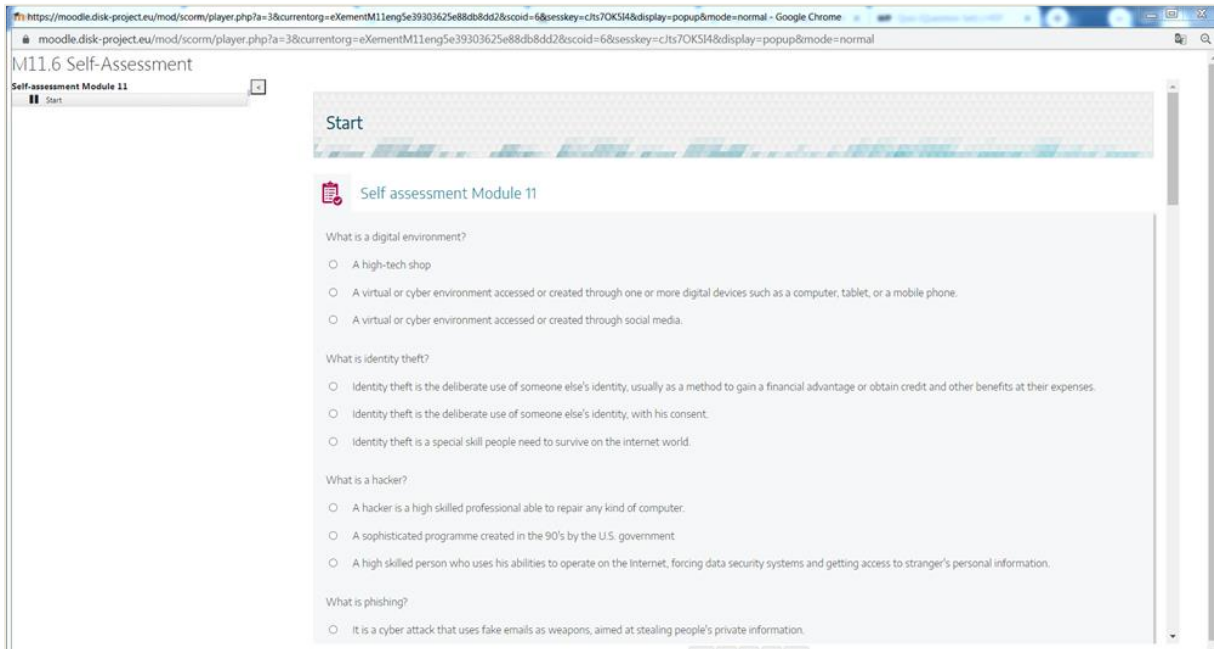 https://moodle.disk-project.eu/mod/scorm/player.php?a=3&currentorg=eXementM11eng5e39303625e88db8dd2&scoid=6&sesskey=cJts7OK5I4&display=popup&mode=normal - Google Chrome
moodle.disk-project.eu/mod/scorm/player.php?a=3&currentorg=eXementM11eng5e39303625e88db8dd2&scoid=6&sesskey=cJts7OK5I4&display=popup&mode=normal
M11.6 Self-Assessment
Self-assessment Module 11
Start
Start
Self assessment Module 11
What is a digital environment?
A high-tech shop
A virtual or cyber environment accessed or created through one or more digital devices such as a computer, tablet, or a mobile phone.
A virtual or cyber environment accessed or created through social media.
What is identity theft?
Identity theft is the deliberate use of someone else's identity, usually as a method to gain a financial advantage or obtain credit and other benefits at their expenses.
Identity theft is the deliberate use of someone else's identity, with his consent.
Identity theft is a special skill people need to survive on the internet world.
What is a hacker?
A hacker is a high skilled professional able to repair any kind of computer.
A sophisticated programme created in the 90's by the U.S. government
A high skilled person who uses his abilities to operate on the Internet, forcing data security systems and getting access to stranger's personal information.
What is phishing?
It is a cyber attack that uses fake emails as weapons, aimed at stealing people's private information.